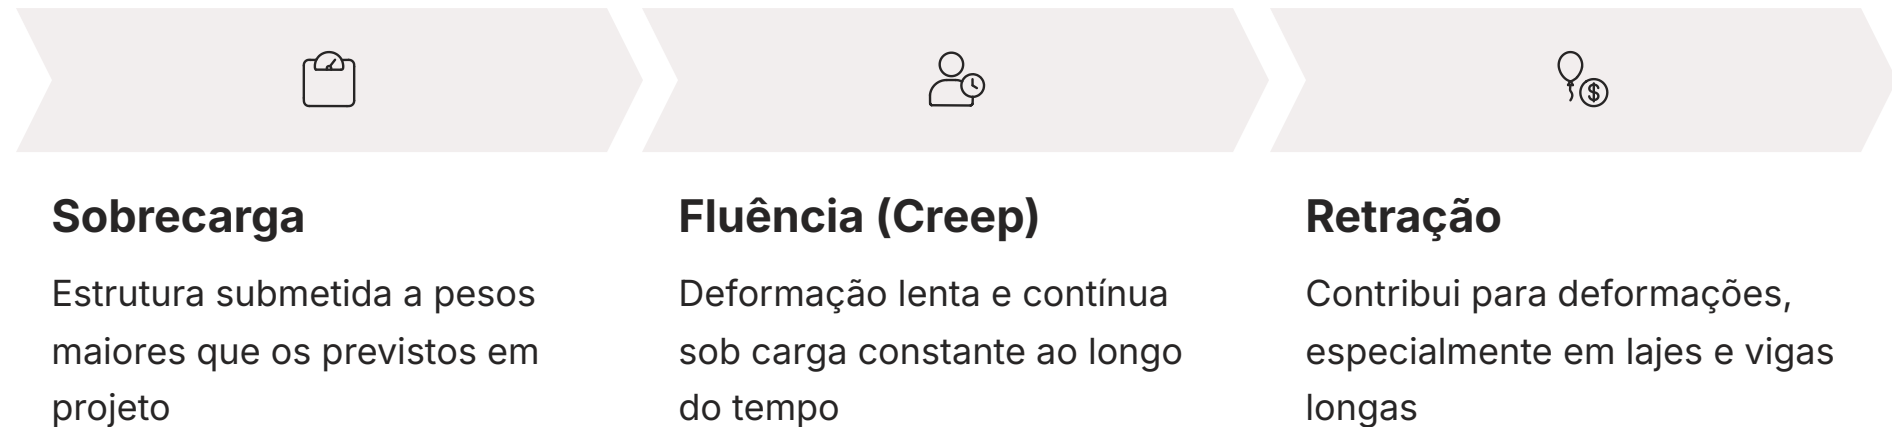 Sobrecarga
Estrutura submetida a pesos
maiores que os previstos em
projeto
Fluência (Creep)
Deformação lenta e contínua
sob carga constante ao longo
do tempo
Retração
Contribui para deformações,
especialmente em lajes e vigas
longas